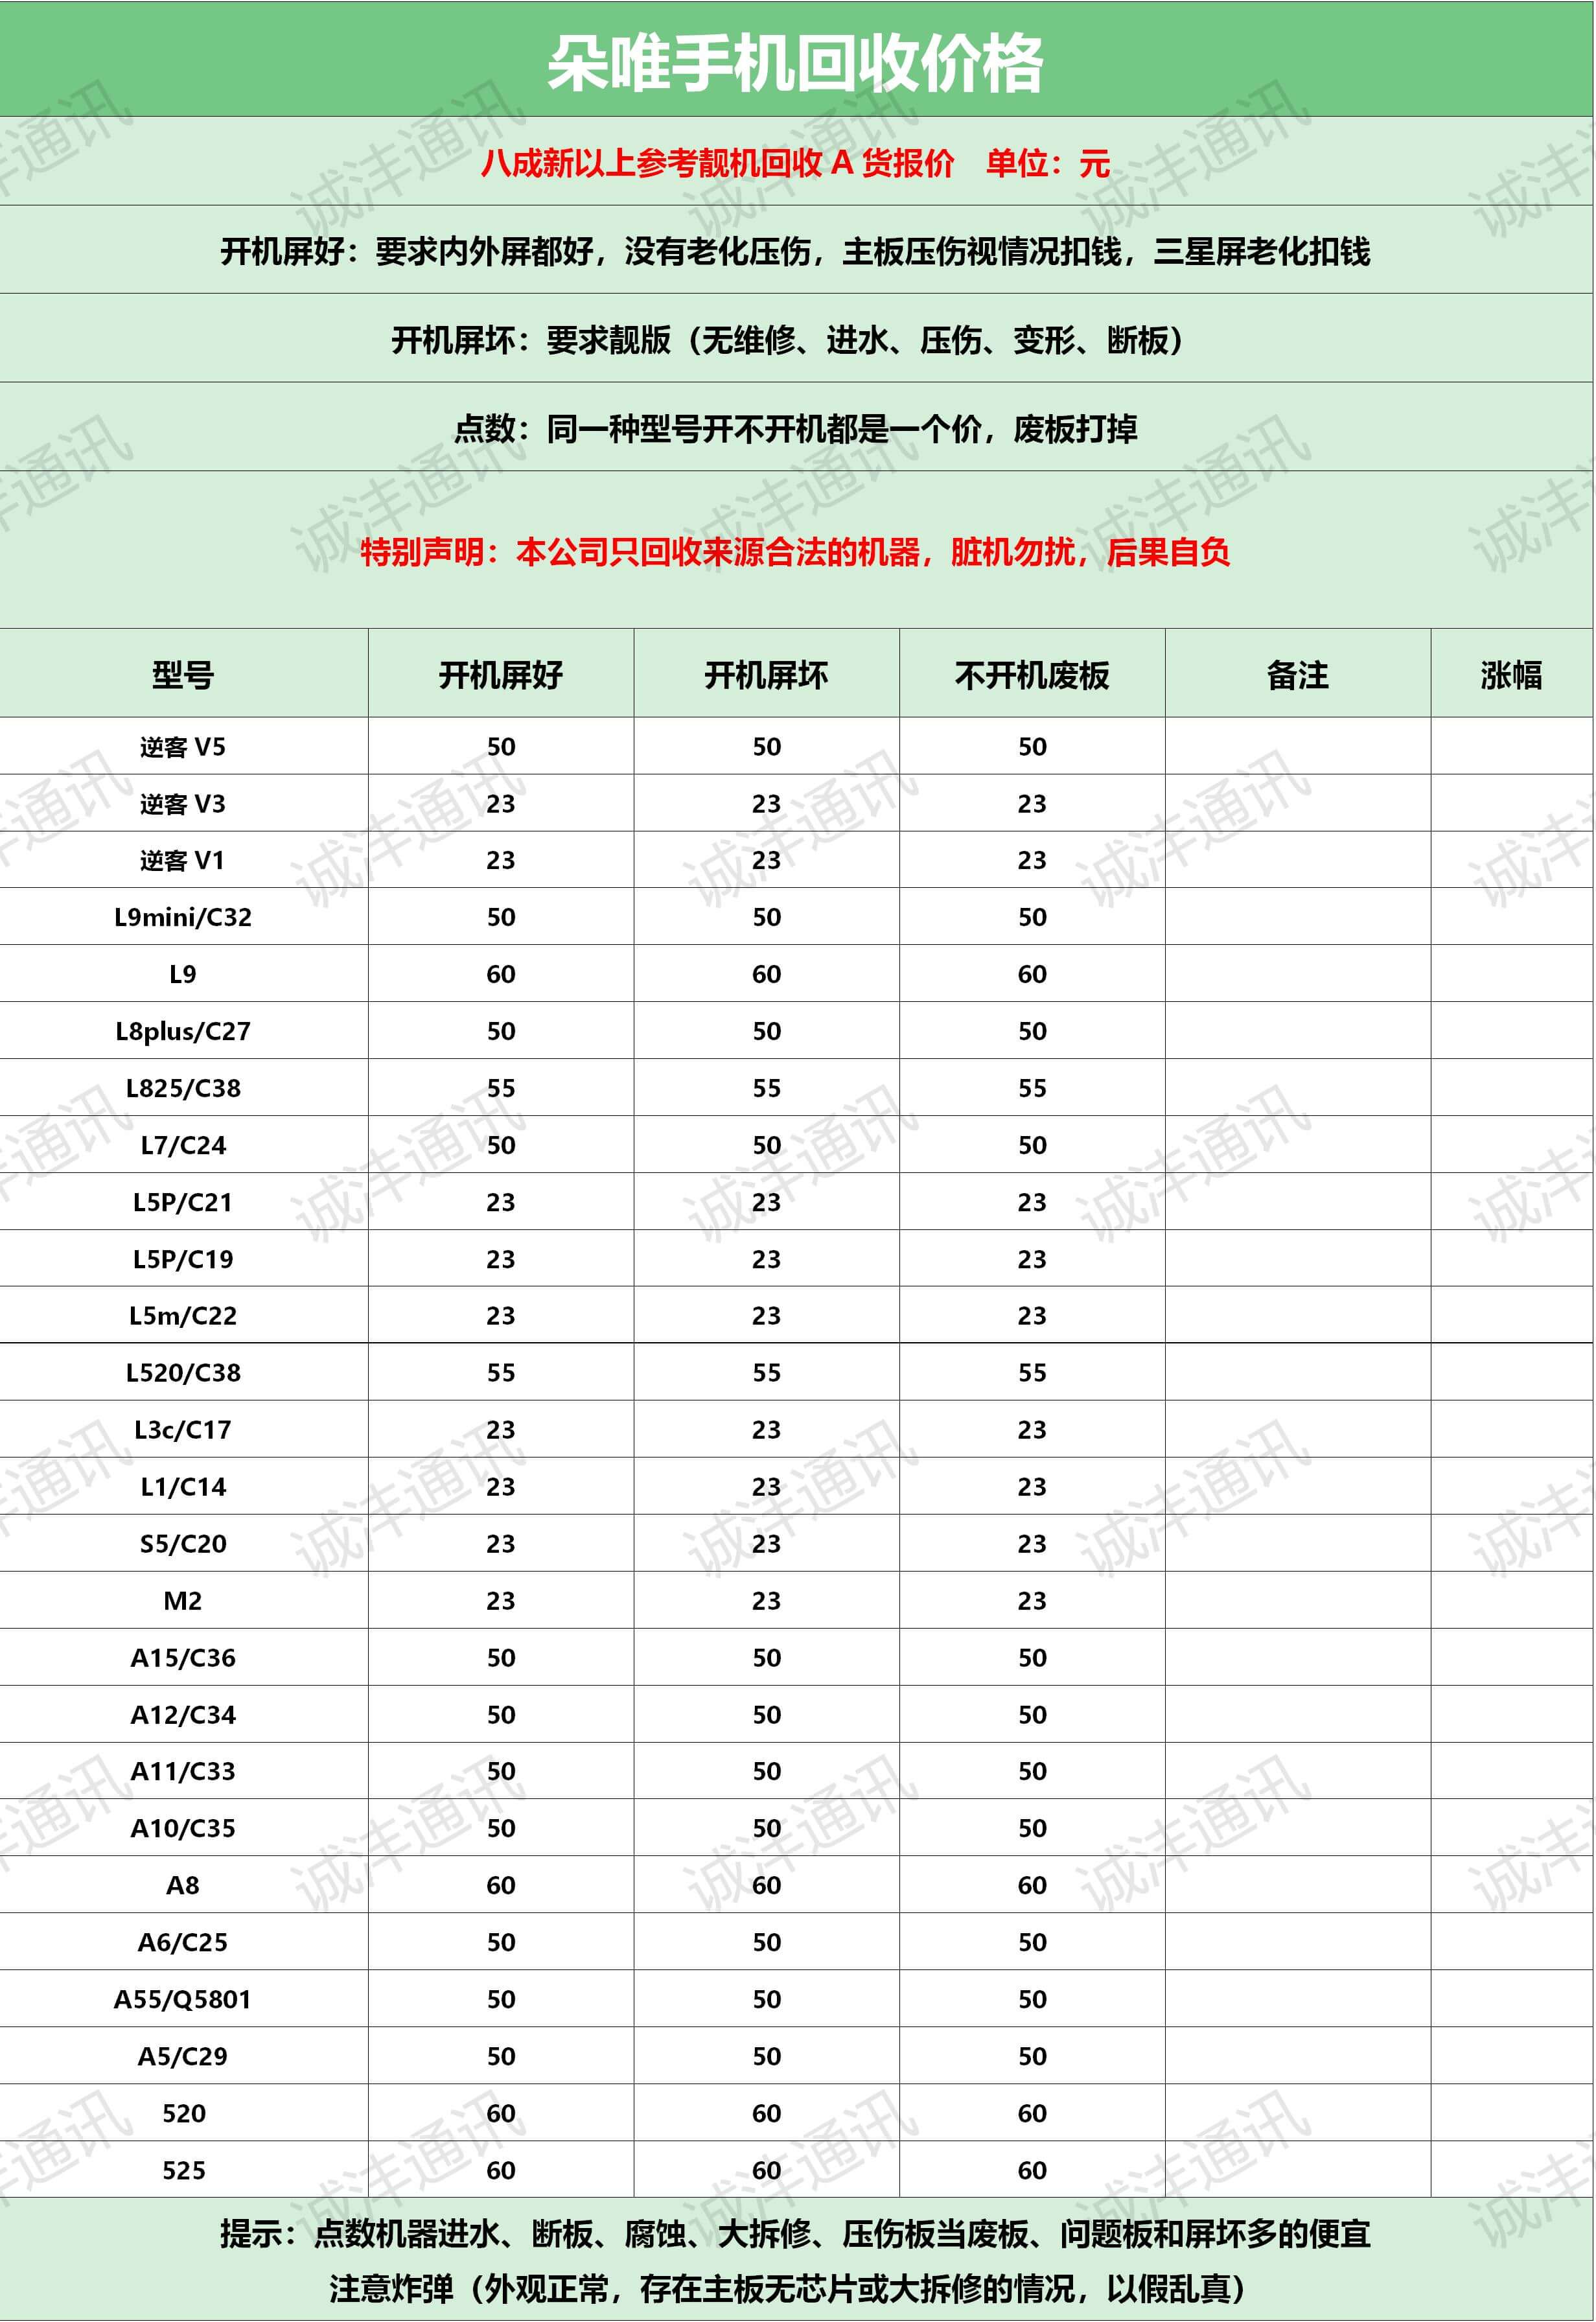 朵唯手机回收价格
八成新以上参考靓机回收 A 货报价 单位：元
开机屏好：要求内外屏都好，没有老化压伤，主板压伤视情况扣钱，三星屏老化扣钱
开机屏坏：要求靓版（无维修、进水、压伤、变形、断板）
点数：同一种型号开不开机都是一个价，废板打掉
特别声明：本公司只回收来源合法的机器，脏机勿扰，后果自负
型号 开机屏好 开机屏坏 不开机废板 备注 涨幅
逆客 V5 50 50 50
逆客 V3 23 23 23
逆客 V1 23 23 23
L9mini/C32 50 50 50
L9 60 60 60
L8plus/C27 50 50 50
L825/C38 55 55 55
L7/C24 50 50 50
L5P/C21 23 23 23
L5P/C19 23 23 23
L5m/C22 23 23 23
L520/C38 55 55 55
L3c/C17 23 23 23
L1/C14 23 23 23
S5/C20 23 23 23
M2 23 23 23
A15/C36 50 50 50
A12/C34 50 50 50
A11/C33 50 50 50
A10/C35 50 50 50
A8 60 60 60
A6/C25 50 50 50
A55/Q5801 50 50 50
A5/C29 50 50 50
520 60 60 60
525 60 60 60
提示：点数机器进水、断板、腐蚀、大拆修、压伤板当废板、问题板和屏坏多的便宜
注意炸弹（外观正常，存在主板无芯片或大拆修的情况，以假乱真）
诚沣通讯